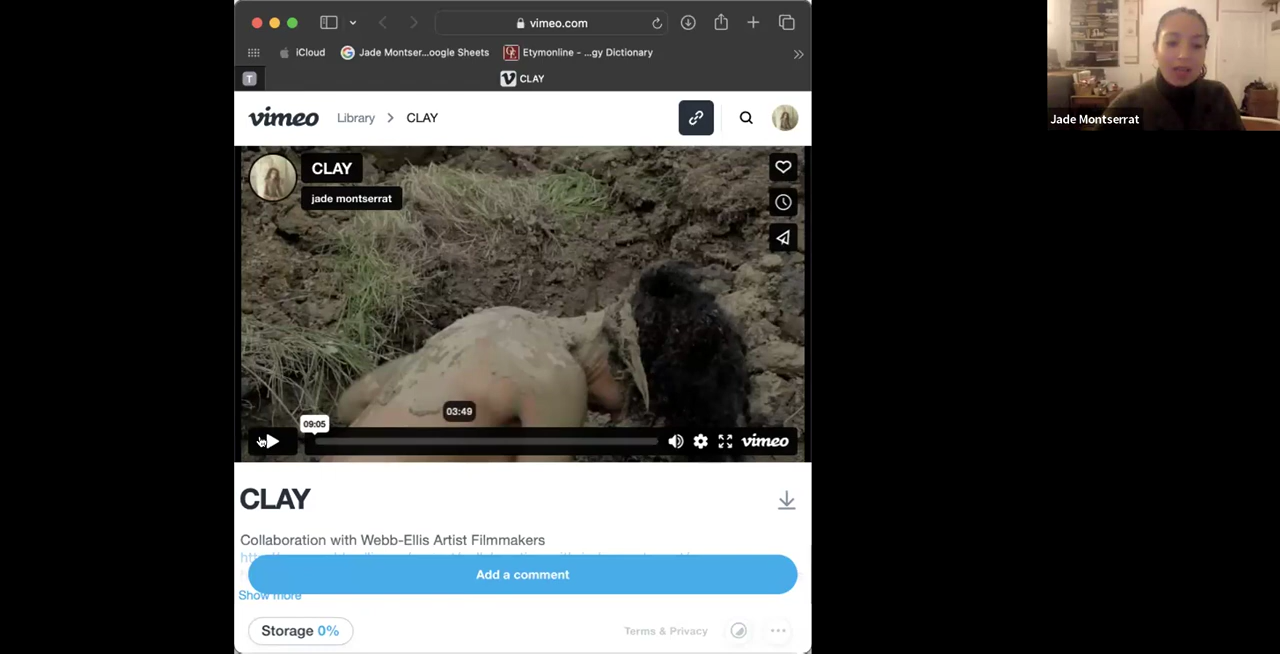 vimeo.com
iCloud
Jade Montser...oogle Sheets
Etymonline - ...gy Dictionary
T
CLAY
vimeo
Library > CLAY
CLAY
jade montserrat
03:49
09:05
vimeo
CLAY
Collaboration with Webb-Ellis Artist Filmmakers
Add a comment
Show more
Storage 0%
Terms & Privacy
Jade Montserrat